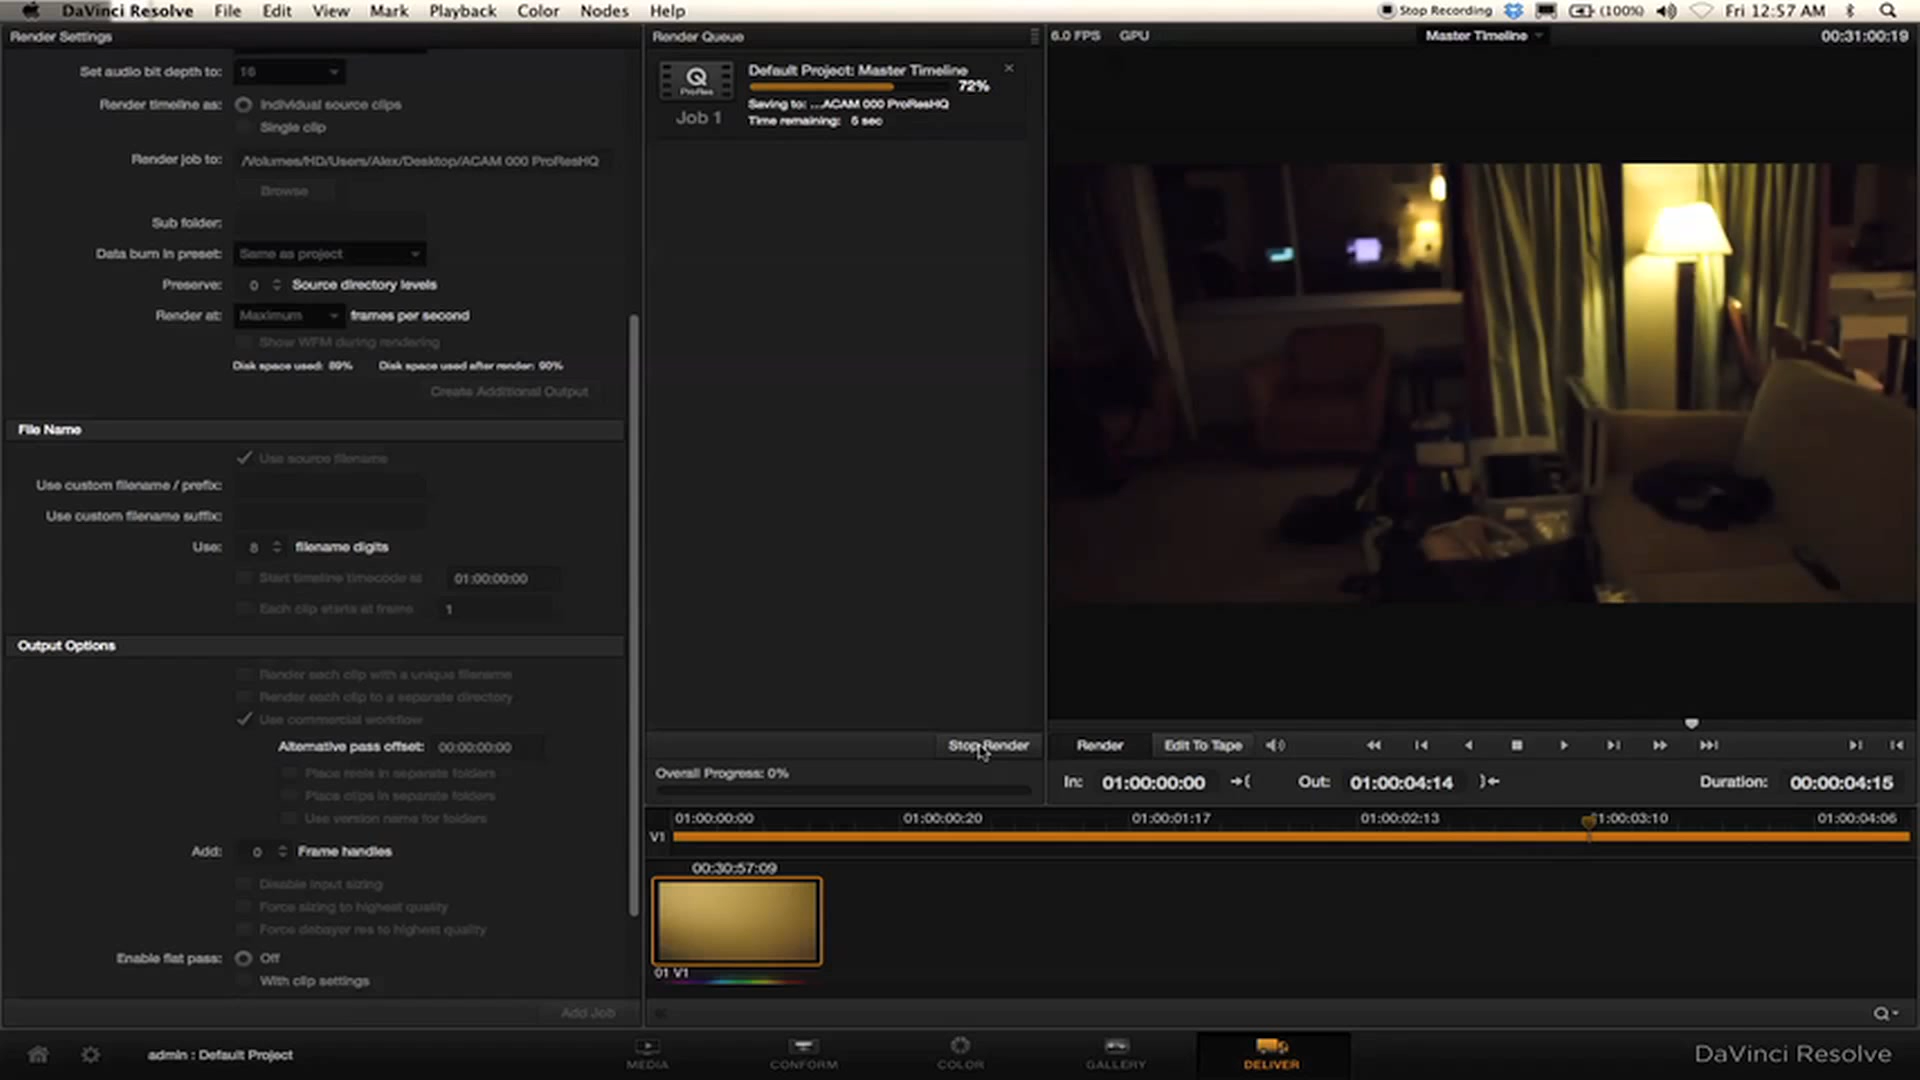 DaVinci Resolve File Edit View Mark Playback Color Nodes Help Stop Recording (100%) Fri 12:57 AM
Render Settings
Set audio bit depth to: 16
Render timeline as: Individual source clips
Single clip
Render job to: /Volumes/HD/Users/Alex/Desktop/ACAM 000 ProResHQ
Browse
Sub folder:
Data burn in preset: Same as project
Preserve: 0 Source directory levels
Render at: Maximum frames per second
Show WFM during rendering
Disk space used: 89% Disk space used after render: 90%
Create Additional Output
File Name
Use source filename
Use custom filename / prefix:
Use custom filename suffix:
Use: 8 filename digits
Start timeline timecode at 01:00:00:00
Each clip starts at frame 1
Output Options
Render each clip with a unique filename
Render each clip to a separate directory
Use commercial workflow
Alternative pass offset: 00:00:00:00
Place reels in separate folders
Place clips in separate folders
Use version name for folders
Add: 0 Frame handles
Disable input sizing
Force sizing to highest quality
Force debayer res to highest quality
Enable flat pass: Off
With clip settings
Add Job
Render Queue
Q
ProRes
Job 1
Default Project: Master Timeline
72%
Saving to: ...ACAM 000 ProResHQ
Time remaining: 5 sec
Stop Render
Overall Progress: 0%
6.0 FPS GPU Master Timeline 00:31:00:19
Render Edit To Tape
In: 01:00:00:00 Out: 01:00:04:14 Duration: 00:00:04:15
01:00:00:00 01:00:00:20 01:00:01:17 01:00:02:13 01:00:03:10 01:00:04:06
V1
00:30:57:09
01 V1
admin : Default Project
MEDIA CONFORM COLOR GALLERY DELIVER
DaVinci Resolve